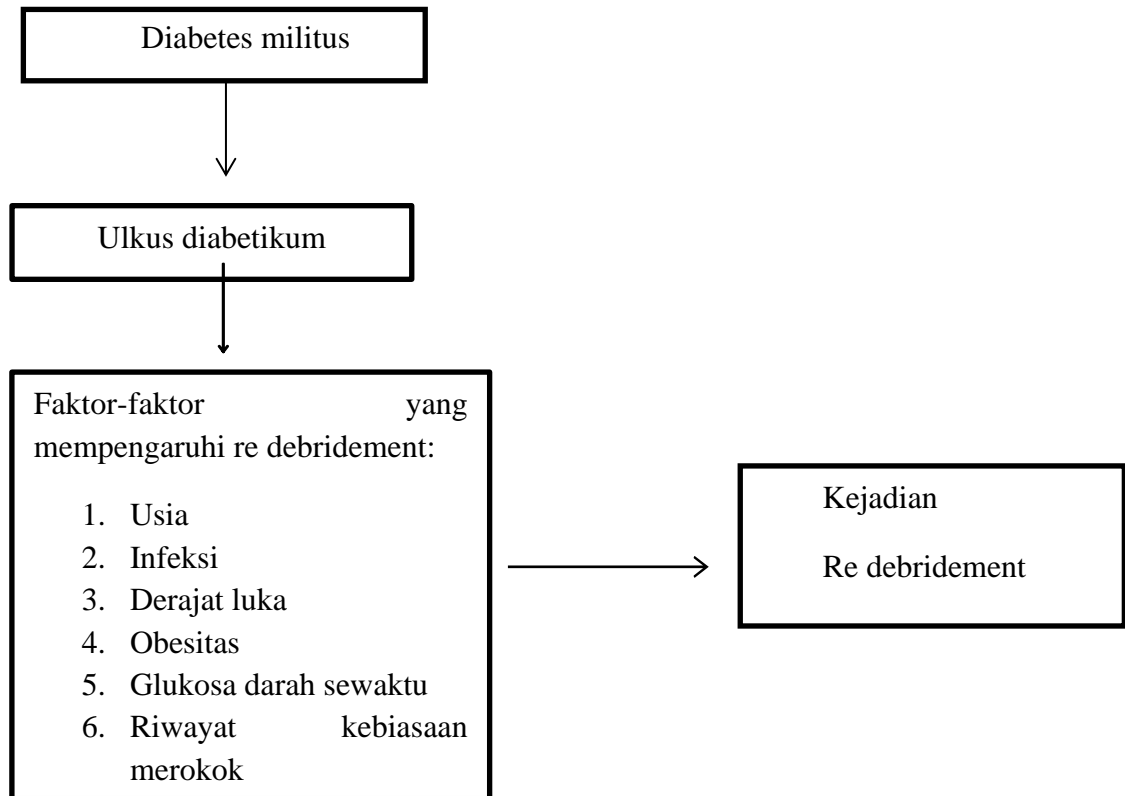 Diabetes militus
Ulkus diabetikum
Faktor-faktor yang
mempengaruhi re debridement:
1. Usia
2. Infeksi
3. Derajat luka
4. Obesitas
5. Glukosa darah sewaktu
6. Riwayat kebiasaan
merokok
Kejadian
Re debridement